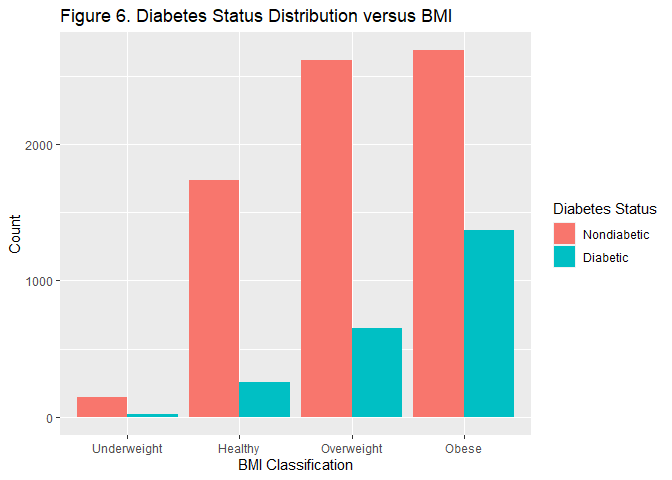 Figure 6. Diabetes Status Distribution versus BMI
2000
1000
0
Count
Underweight Healthy Overweight Obese
BMI Classification
Diabetes Status
Nondiabetic
Diabetic